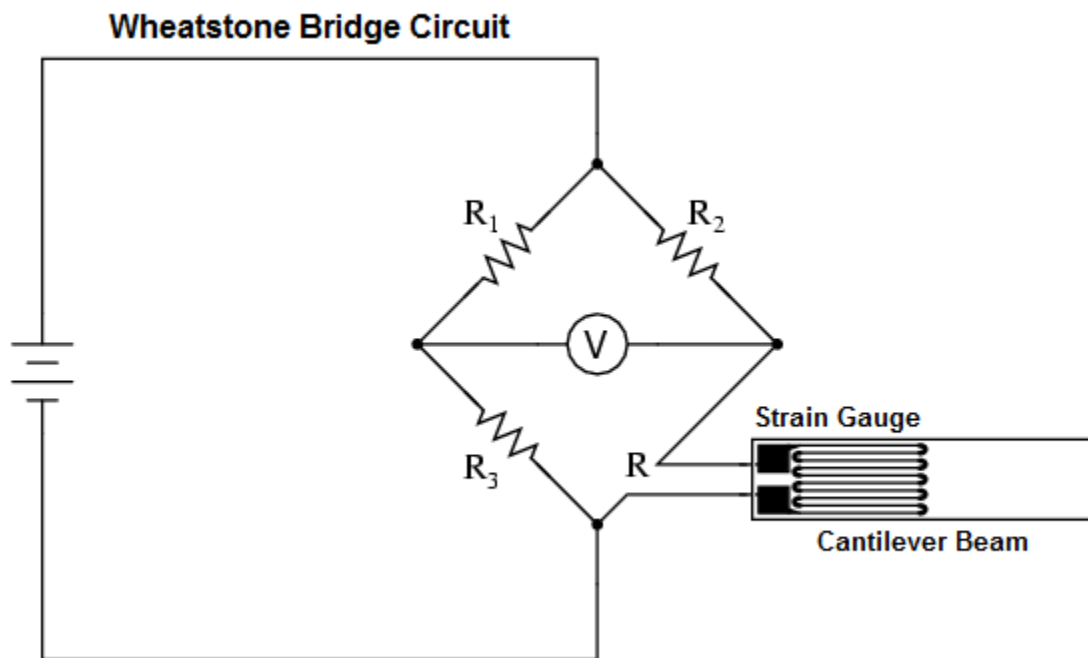 Wheatstone Bridge Circuit
R1
R2
V
Strain Gauge
R
R3
Cantilever Beam